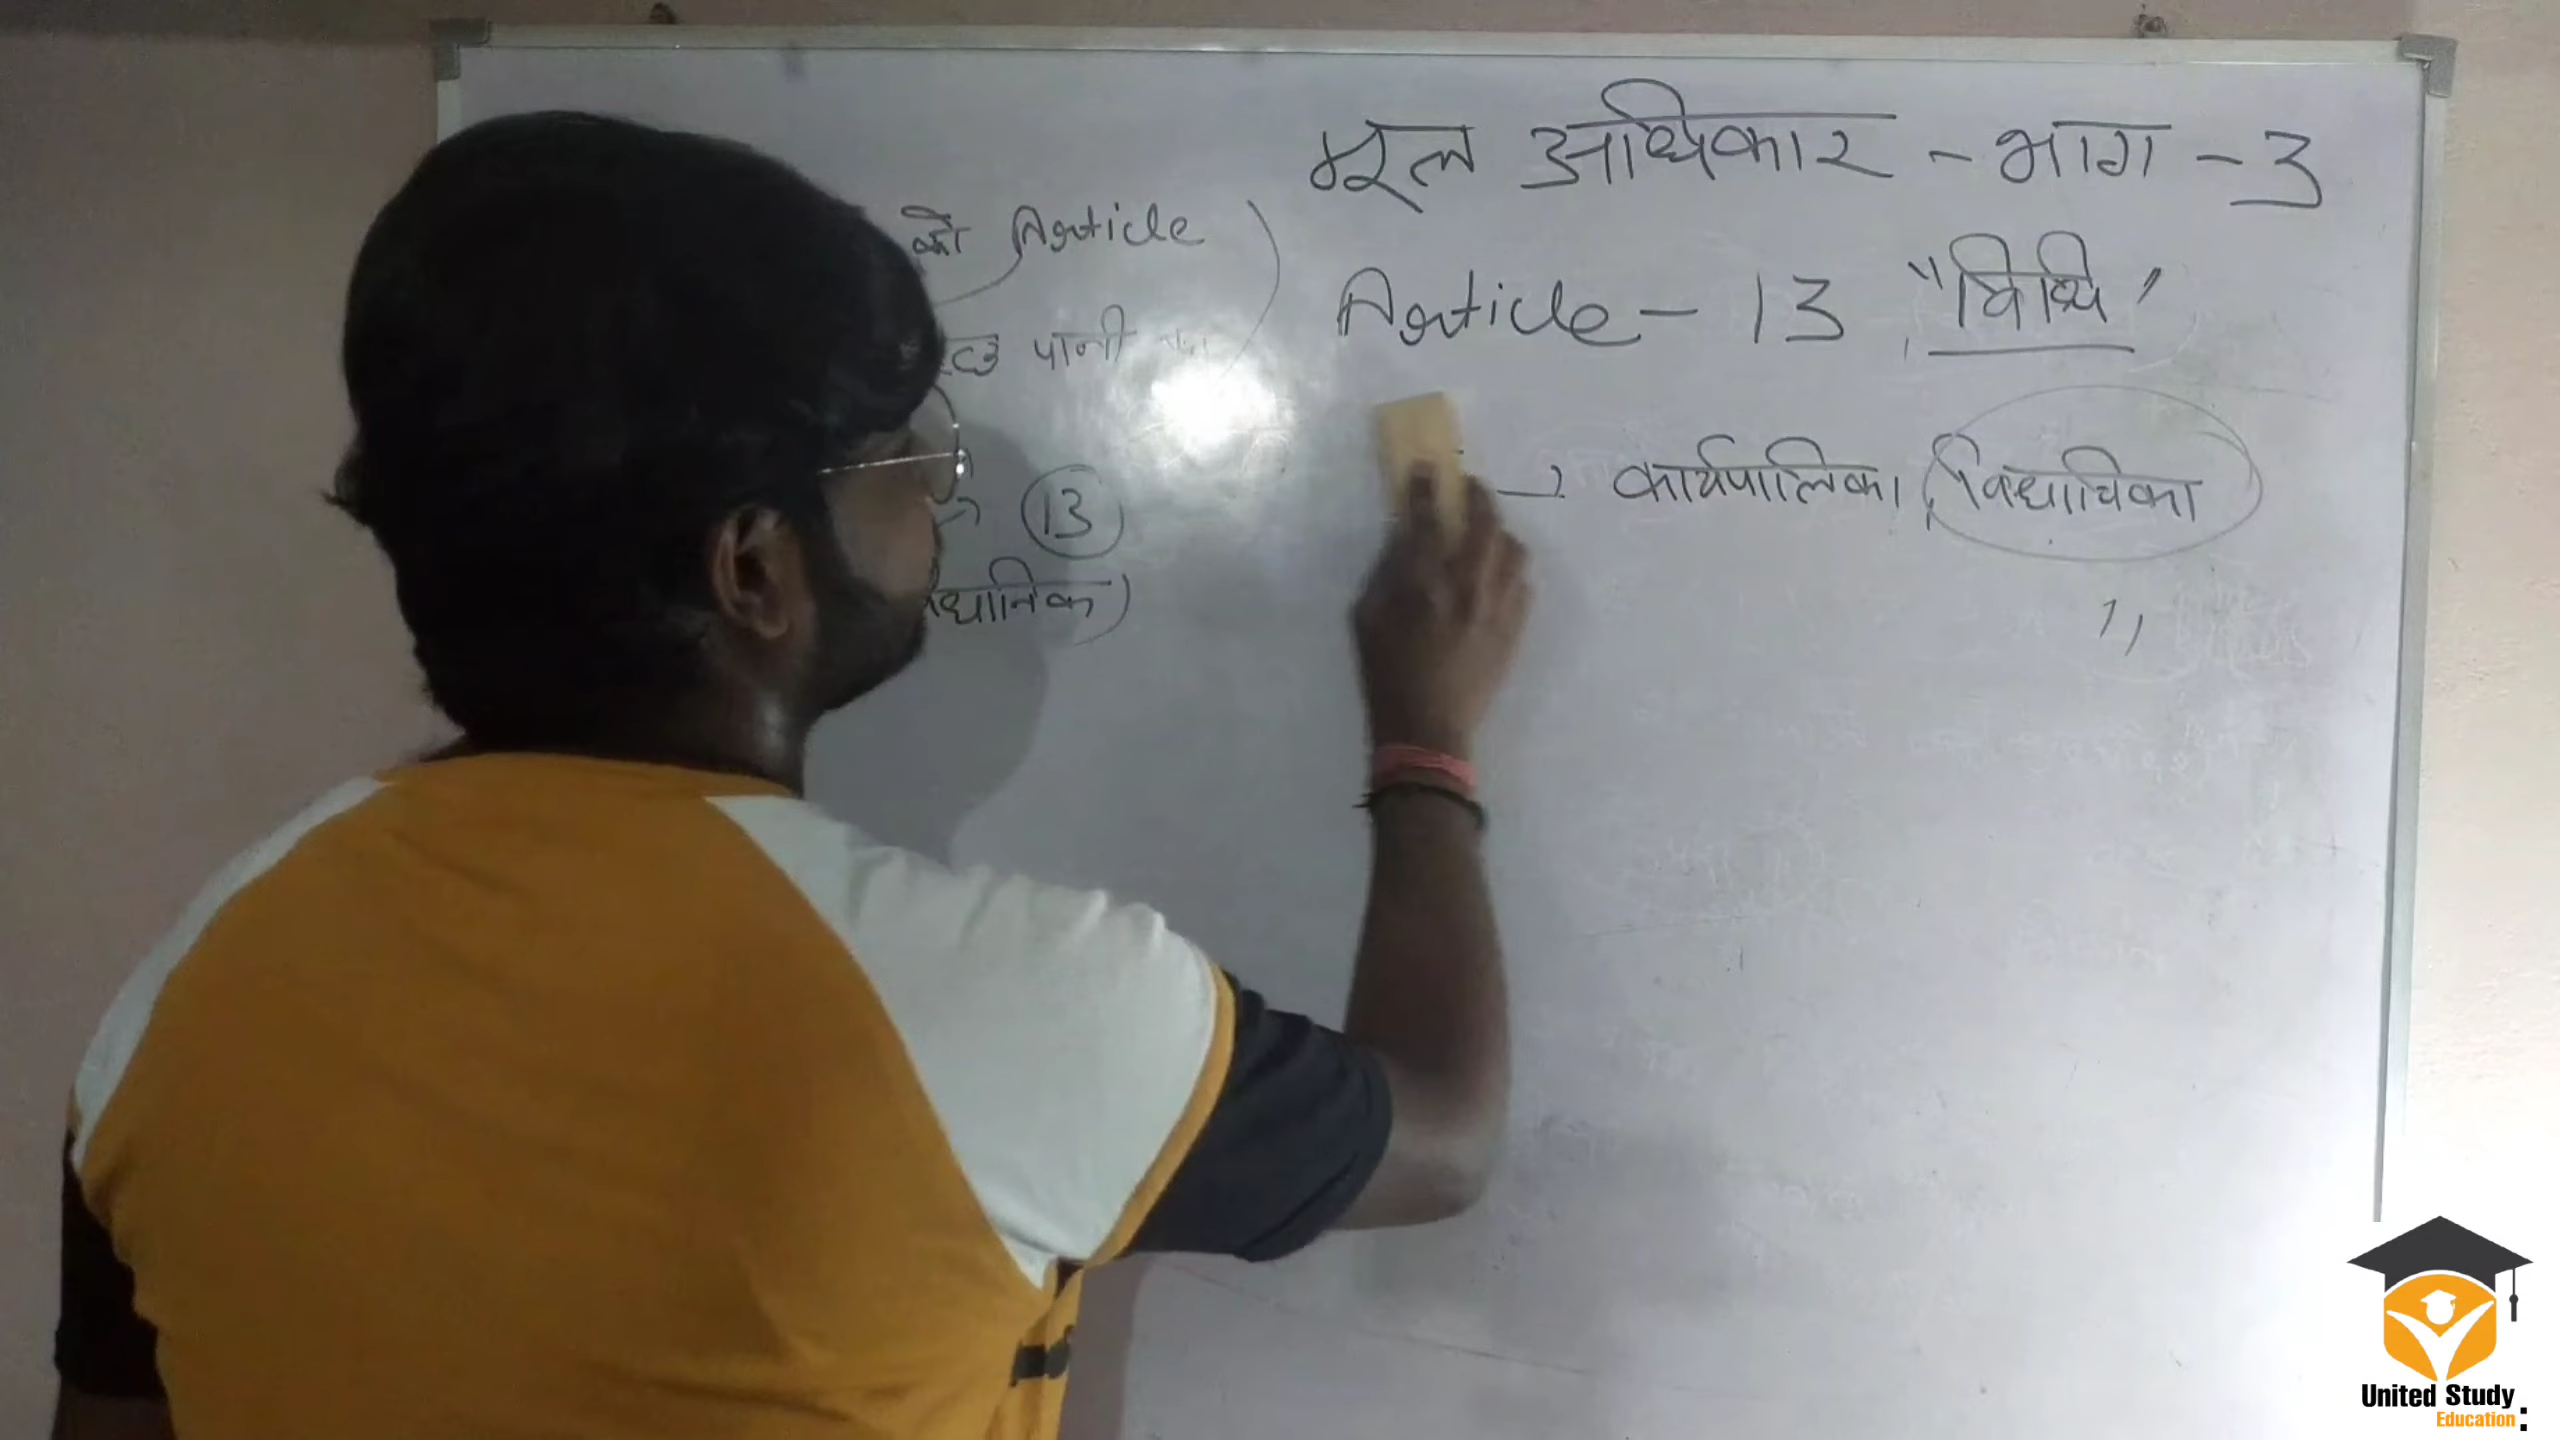 मूल अधिकार - भाग - 3
Article - 13 "विधि"
→ कार्यपालिका, विधायिका
को Article
पानी
→ 13
United Study
Education